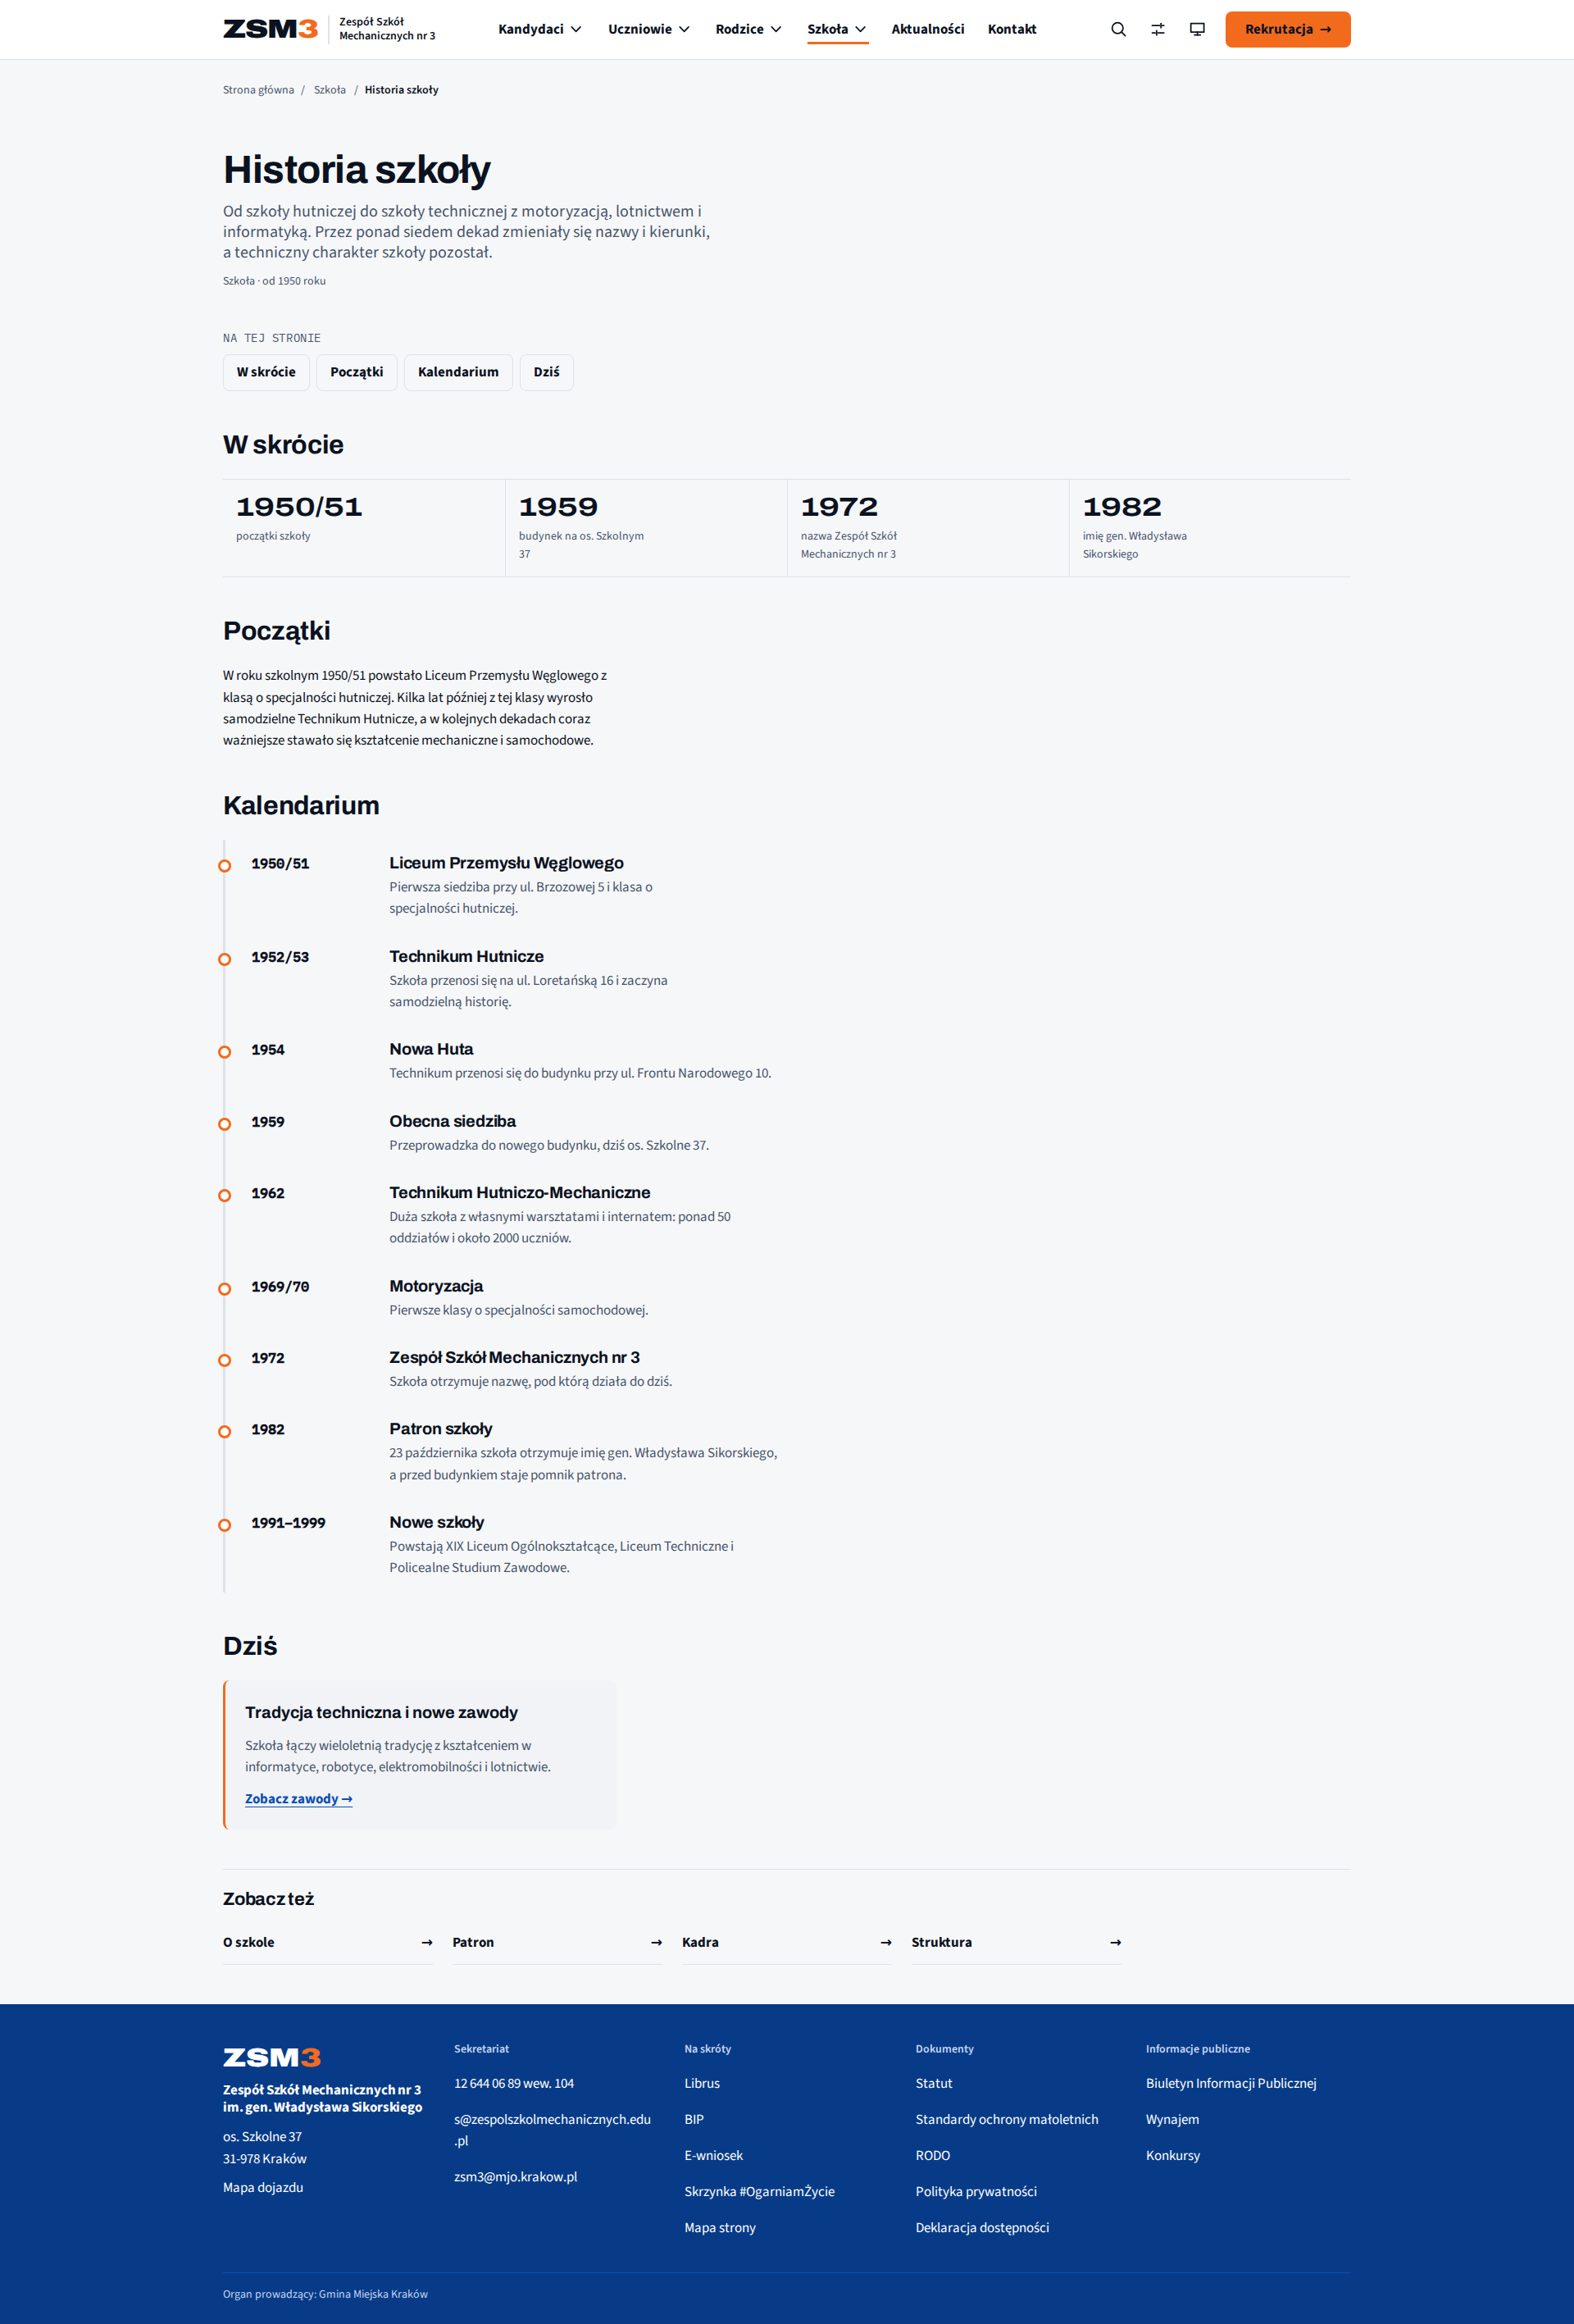 ZSM3
Zespół Szkół
Mechanicznych nr 3
Kandydaci
Uczniowie
Rodzice
Szkoła
Aktualności
Kontakt
Rekrutacja →
Strona główna / Szkoła / Historia szkoły
Historia szkoły
Od szkoły hutniczej do szkoły technicznej z motoryzacją, lotnictwem i
informatyką. Przez ponad siedem dekad zmieniały się nazwy i kierunki,
a techniczny charakter szkoły pozostał.
Szkoła · od 1950 roku
NA TEJ STRONIE
W skrócie
Początki
Kalendarium
Dziś
W skrócie
1950/51
początki szkoły
1959
budynek na os. Szkolnym
37
1972
nazwa Zespół Szkół
Mechanicznych nr 3
1982
imię gen. Władysława
Sikorskiego
Początki
W roku szkolnym 1950/51 powstało Liceum Przemysłu Węglowego z
klasą o specjalności hutniczej. Kilka lat później z tej klasy wyrosło
samodzielne Technikum Hutnicze, a w kolejnych dekadach coraz
ważniejsze stawało się kształcenie mechaniczne i samochodowe.
Kalendarium
1950/51
Liceum Przemysłu Węglowego
Pierwsza siedziba przy ul. Brzozowej 5 i klasa o
specjalności hutniczej.
1952/53
Technikum Hutnicze
Szkoła przenosi się na ul. Loretańską 16 i zaczyna
samodzielną historię.
1954
Nowa Huta
Technikum przenosi się do budynku przy ul. Frontu Narodowego 10.
1959
Obecna siedziba
Przeprowadzka do nowego budynku, dziś os. Szkolne 37.
1962
Technikum Hutniczo-Mechaniczne
Duża szkoła z własnymi warsztatami i internatem: ponad 50
oddziałów i około 2000 uczniów.
1969/70
Motoryzacja
Pierwsze klasy o specjalności samochodowej.
1972
Zespół Szkół Mechanicznych nr 3
Szkoła otrzymuje nazwę, pod którą działa do dziś.
1982
Patron szkoły
23 października szkoła otrzymuje imię gen. Władysława Sikorskiego,
a przed budynkiem staje pomnik patrona.
1991–1999
Nowe szkoły
Powstają XIX Liceum Ogólnokształcące, Liceum Techniczne i
Policealne Studium Zawodowe.
Dziś
Tradycja techniczna i nowe zawody
Szkoła łączy wieloletnią tradycję z kształceniem w
informatyce, robotyce, elektromobilności i lotnictwie.
Zobacz zawody →
Zobacz też
O szkole →
Patron →
Kadra →
Struktura →
ZSM3
Zespół Szkół Mechanicznych nr 3
im. gen. Władysława Sikorskiego
os. Szkolne 37
31-978 Kraków
Mapa dojazdu
Sekretariat
12 644 06 89 wew. 104
s@zespolszkolmechanicznych.edu
.pl
zsm3@mjo.krakow.pl
Na skróty
Librus
BIP
E-wniosek
Skrzynka #OgarniamŻycie
Mapa strony
Dokumenty
Statut
Standardy ochrony małoletnich
RODO
Polityka prywatności
Deklaracja dostępności
Informacje publiczne
Biuletyn Informacji Publicznej
Wynajem
Konkursy
Organ prowadzący: Gmina Miejska Kraków